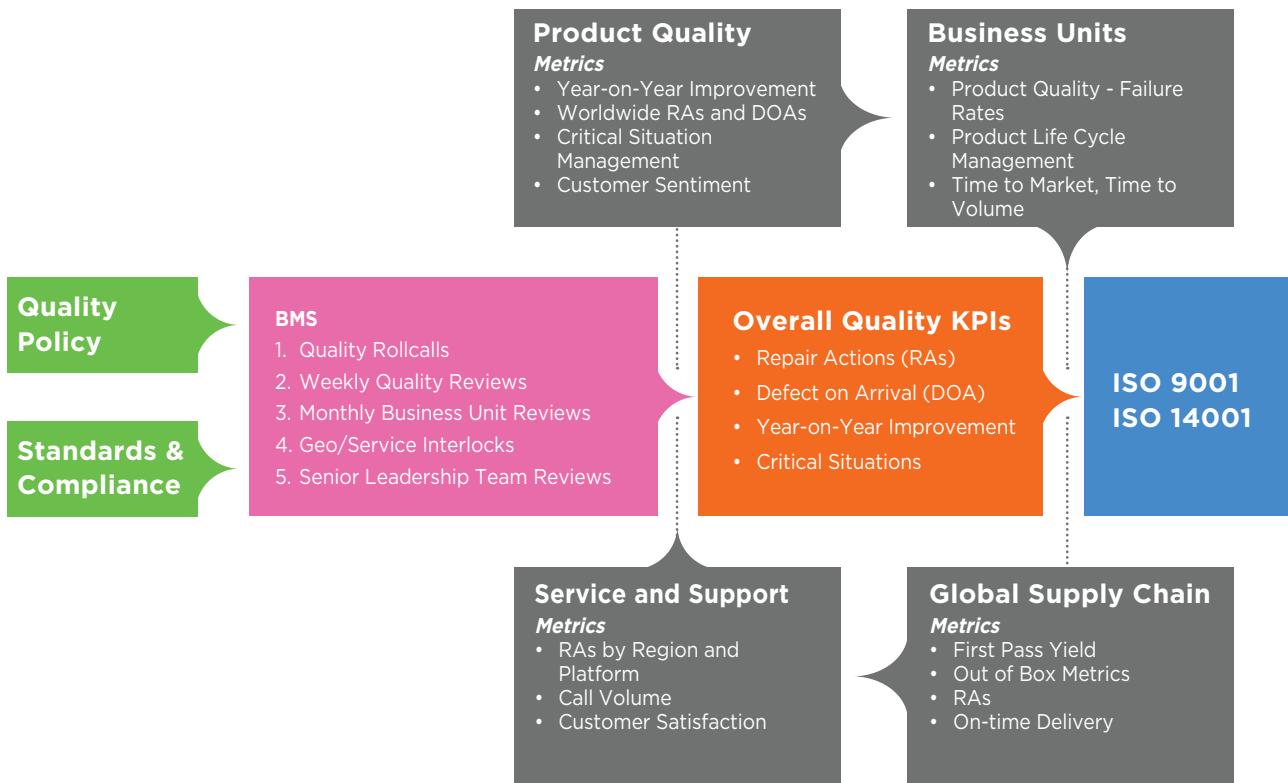 Product Quality
Metrics
• Year-on-Year Improvement
• Worldwide RAs and DOAs
• Critical Situation
Management
• Customer Sentiment
Business Units
Metrics
• Product Quality - Failure
Rates
• Product Life Cycle
Management
• Time to Market, Time to
Volume
Quality
Policy
Standards &
Compliance
BMS
1. Quality Rollcalls
2. Weekly Quality Reviews
3. Monthly Business Unit Reviews
4. Geo/Service Interlocks
5. Senior Leadership Team Reviews
Overall Quality KPIs
• Repair Actions (RAs)
• Defect on Arrival (DOA)
• Year-on-Year Improvement
• Critical Situations
ISO 9001
ISO 14001
Service and Support
Metrics
• RAs by Region and
Platform
• Call Volume
• Customer Satisfaction
Global Supply Chain
Metrics
• First Pass Yield
• Out of Box Metrics
• RAs
• On-time Delivery